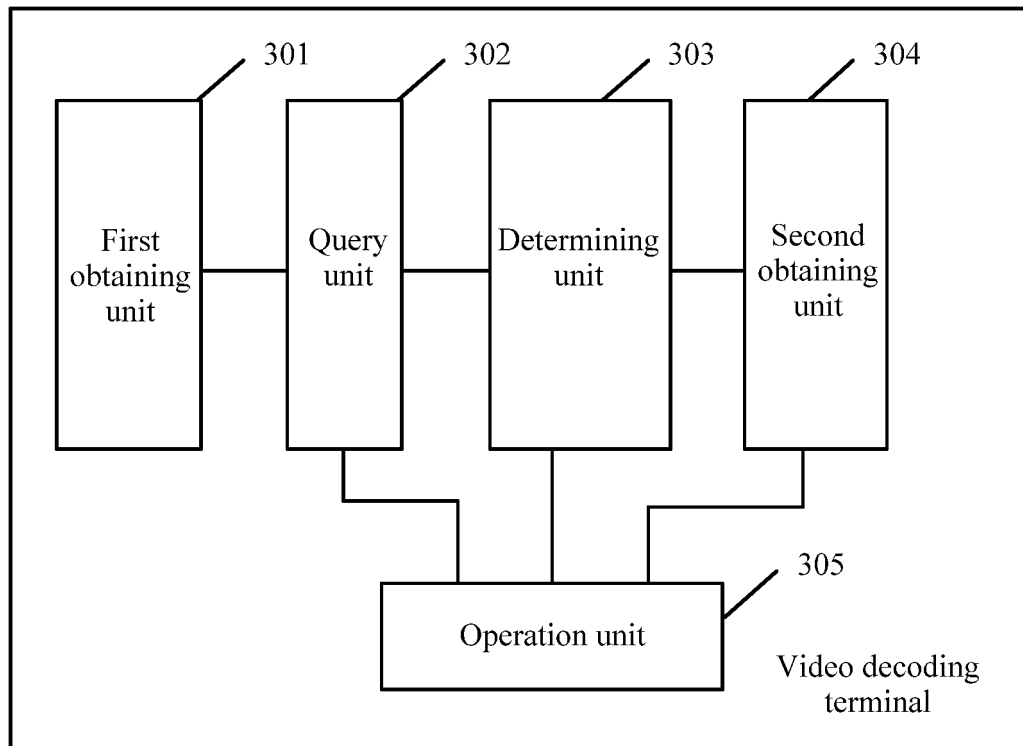 301
302
303
304
First
obtaining
unit
Query
unit
Determining
unit
Second
obtaining
unit
305
Operation unit
Video decoding
terminal